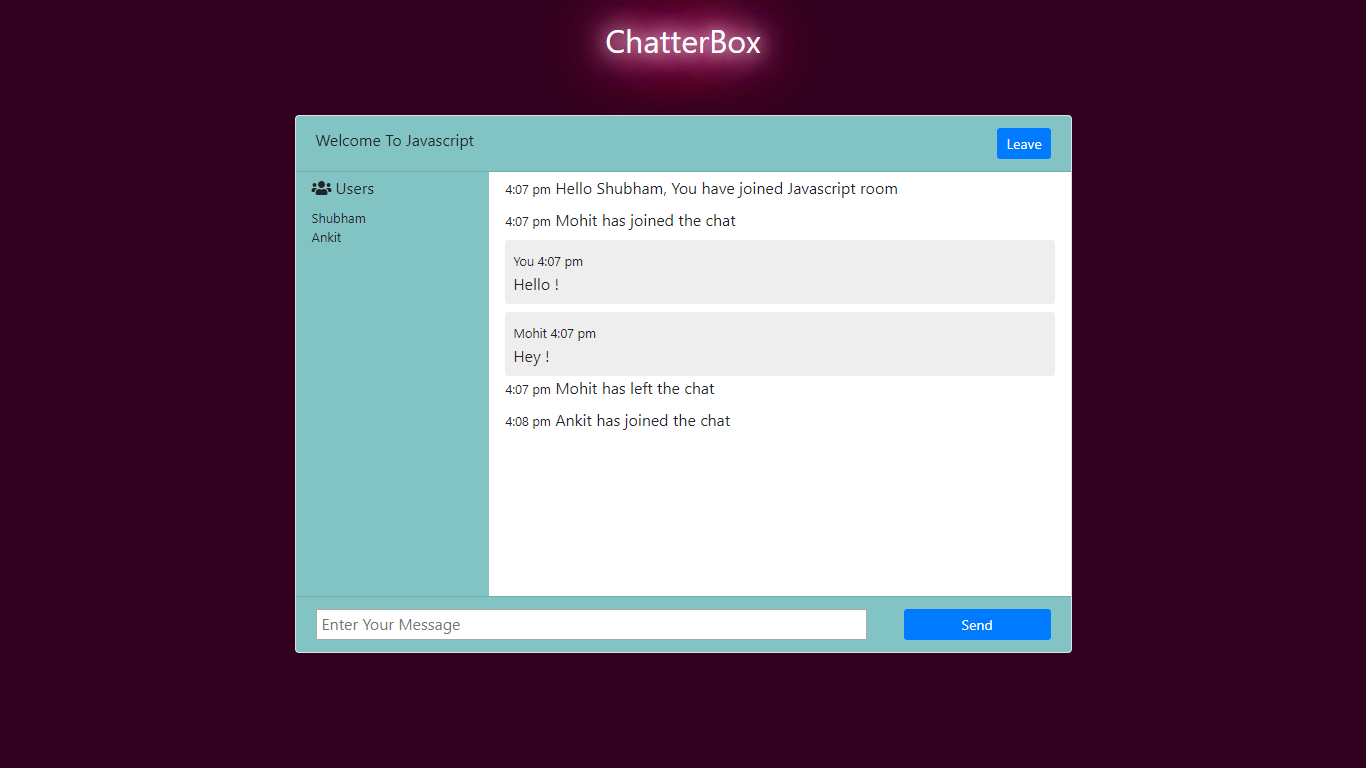 ChatterBox
Welcome To Javascript
Leave
Users
Shubham
Ankit
4:07 pm Hello Shubham, You have joined Javascript room
4:07 pm Mohit has joined the chat
You 4:07 pm
Hello !
Mohit 4:07 pm
Hey !
4:07 pm Mohit has left the chat
4:08 pm Ankit has joined the chat
Enter Your Message
Send